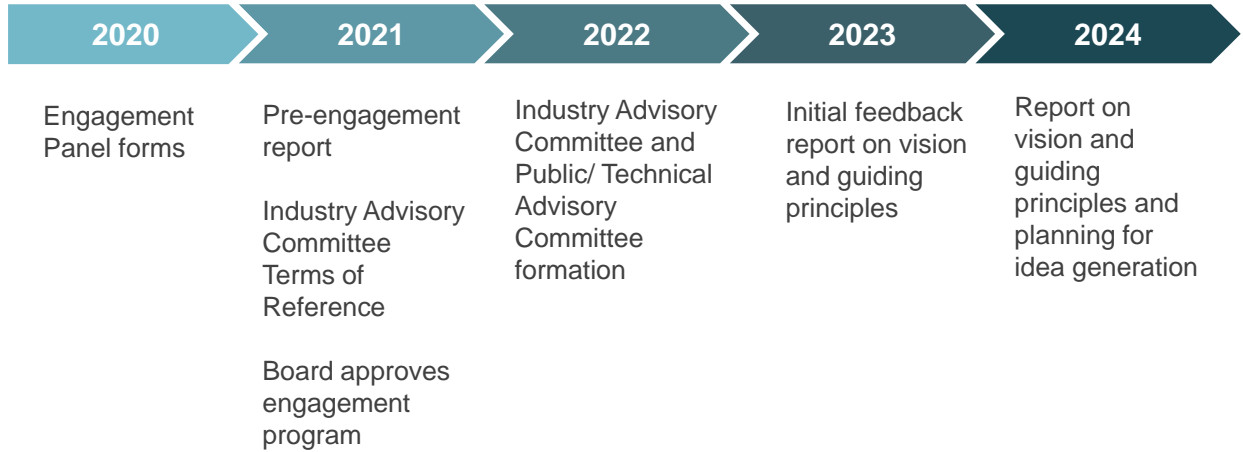 2020
2021
2022
2023
2024
Engagement
Panel forms
Pre-engagement
report
Industry Advisory
Committee
Terms of
Reference
Board approves
engagement
program
Industry Advisory
Committee and
Public/ Technical
Advisory
Committee
formation
Initial feedback
report on vision
and guiding
principles
Report on
vision and
guiding
principles and
planning for
idea generation